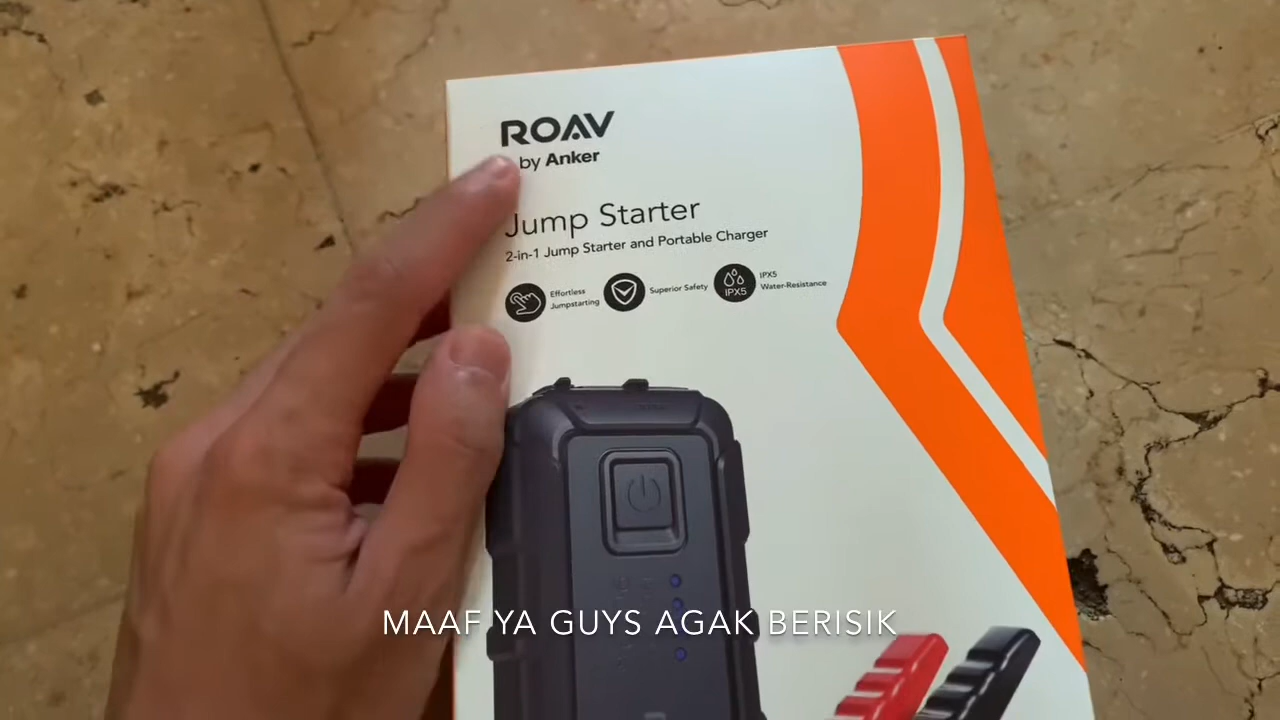 ROAV
by Anker
Jump Starter
2-in-1 Jump Starter and Portable Charger
Effortless
Jumpstarting
Superior Safety
IPX5
IPX5
Water-Resistance
MAAF YA GUYS AGAK BERISIK